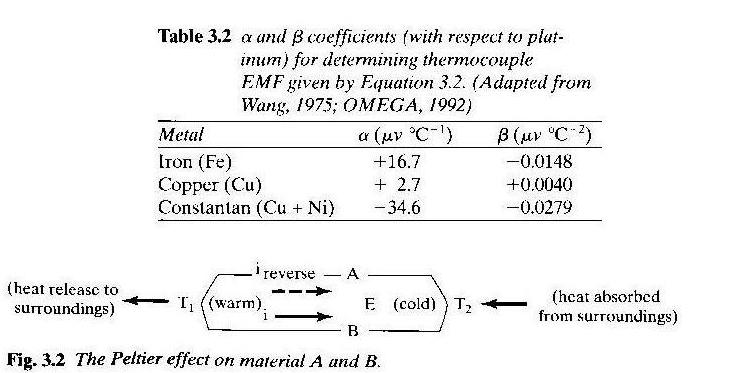 Table 3.2 α and β coefficients (with respect to plat-
inum) for determining thermocouple
EMF given by Equation 3.2. (Adapted from
Wang, 1975; OMEGA, 1992)
Metal α (μv °C⁻¹) β (μv °C⁻²)
Iron (Fe) +16.7 −0.0148
Copper (Cu) + 2.7 +0.0040
Constantan (Cu + Ni) −34.6 −0.0279
i reverse A
(heat release to
surroundings)
T₁ (warm) i E (cold) T₂
(heat absorbed
from surroundings)
B
Fig. 3.2 The Peltier effect on material A and B.